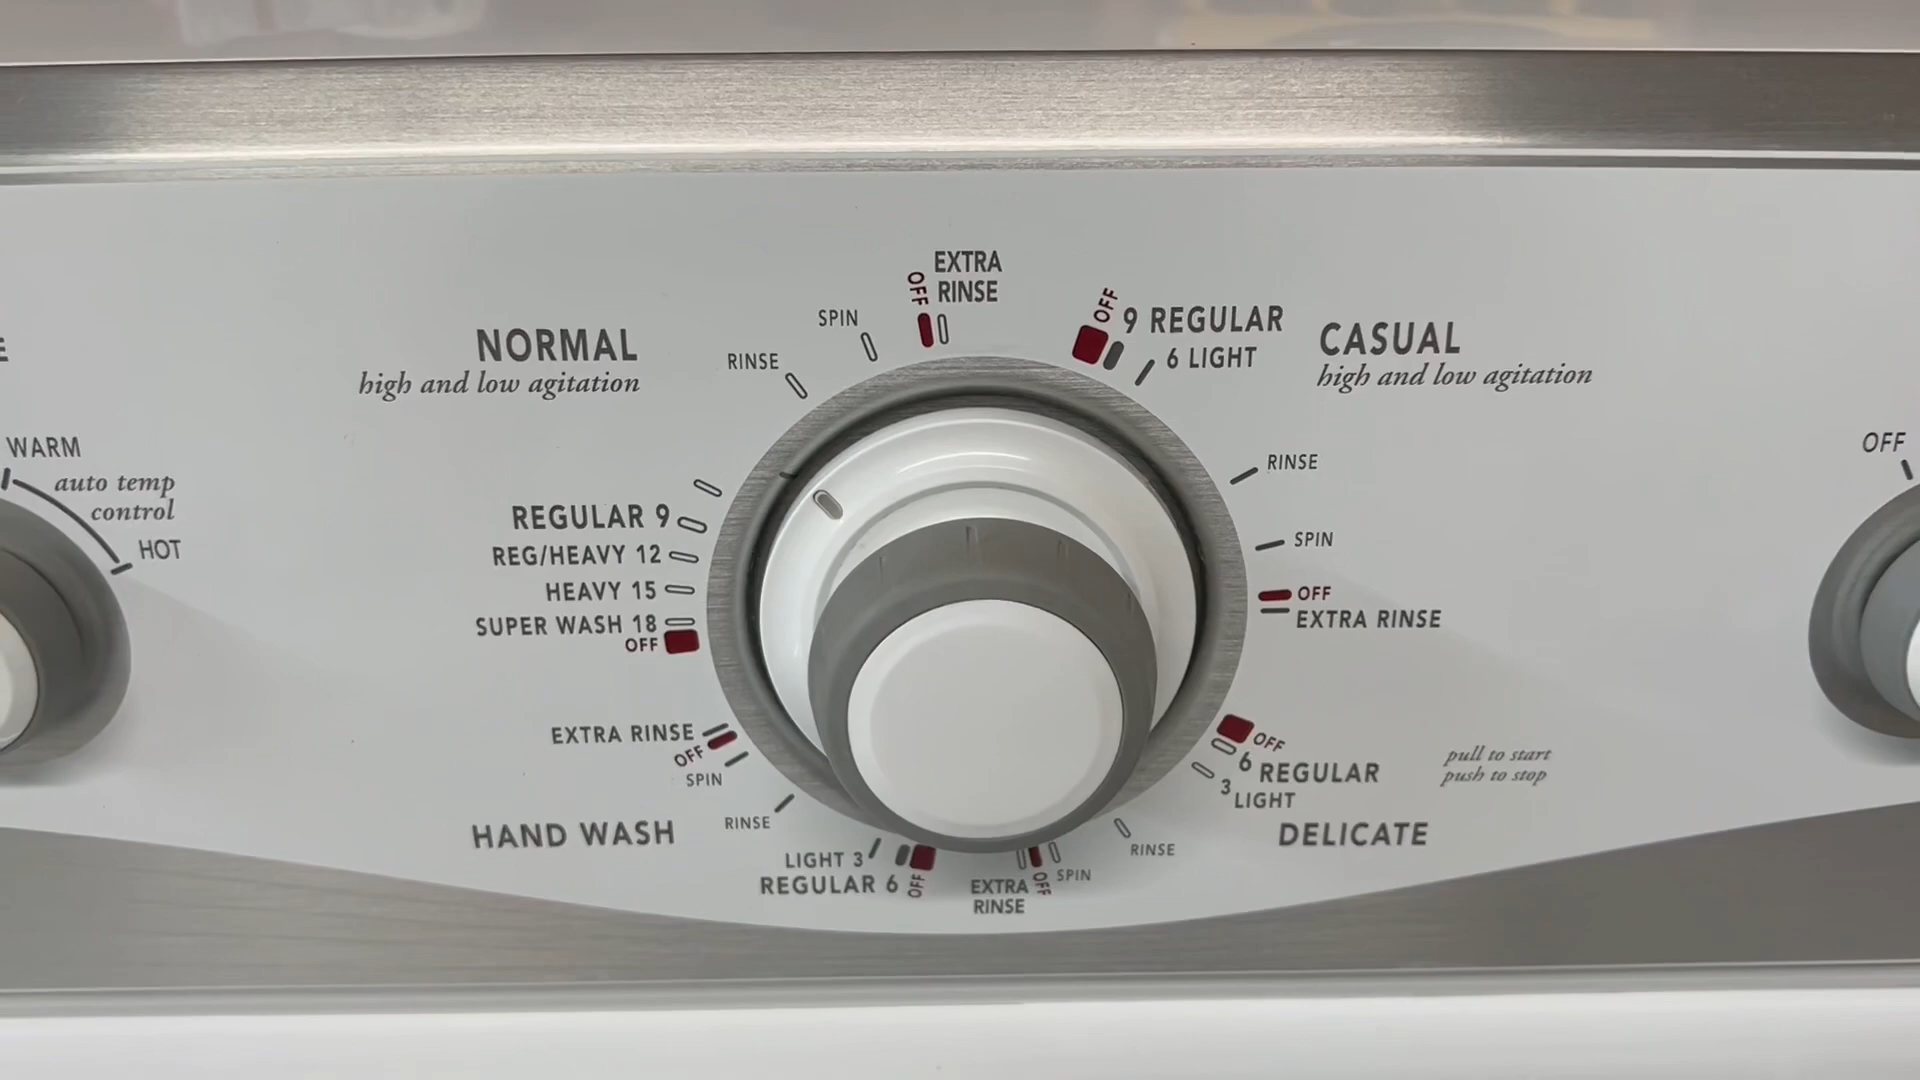 EXTRA
OFF RINSE
SPIN
RINSE
NORMAL
high and low agitation
OFF
9 REGULAR
6 LIGHT
CASUAL
high and low agitation
WARM
auto temp
control
HOT
OFF
REGULAR 9
REG/HEAVY 12
HEAVY 15
SUPER WASH 18
OFF
RINSE
SPIN
OFF
EXTRA RINSE
EXTRA RINSE
OFF
SPIN
RINSE
HAND WASH
LIGHT 3
REGULAR 6 OFF
EXTRA
RINSE
OFF
SPIN
RINSE
OFF
6 REGULAR
3 LIGHT
DELICATE
pull to start
push to stop